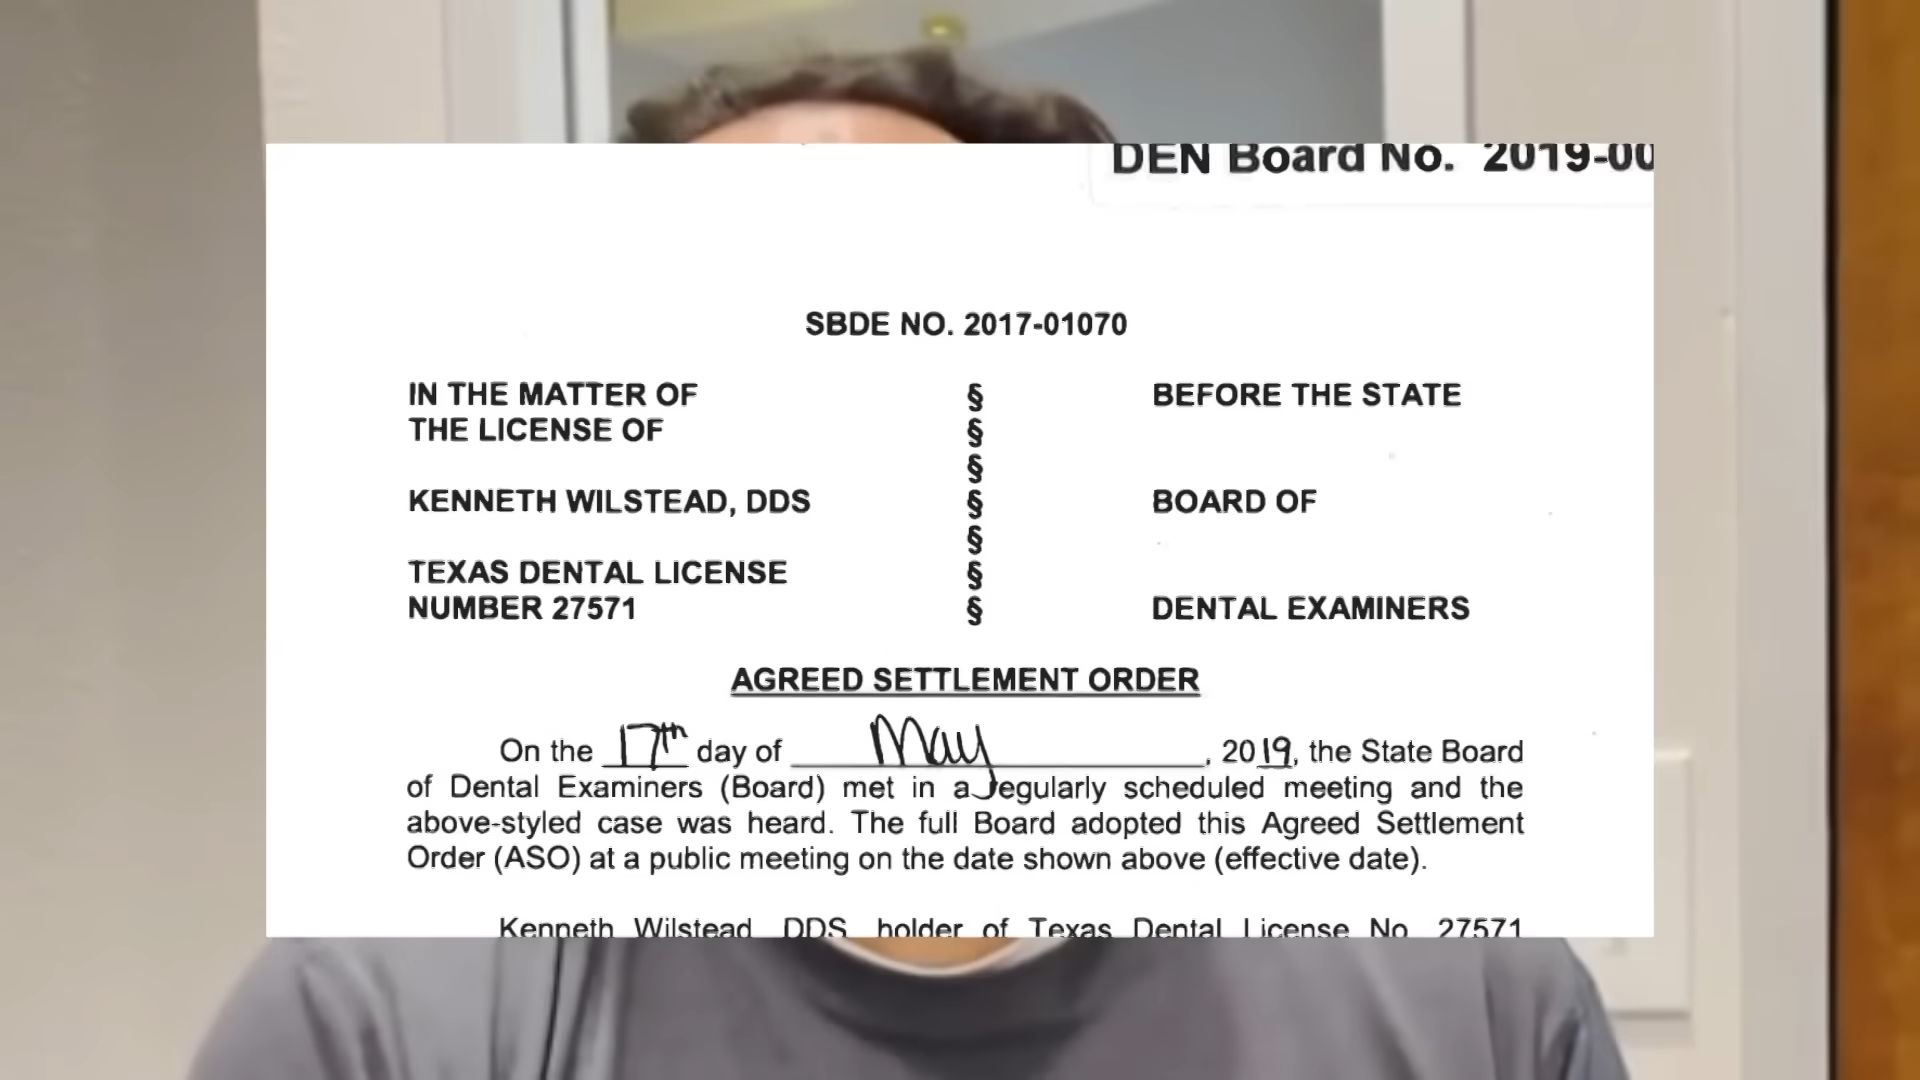 DEN Board No. 2019-00
SBDE NO. 2017-01070
IN THE MATTER OF § BEFORE THE STATE
THE LICENSE OF §
§
KENNETH WILSTEAD, DDS § BOARD OF
§
TEXAS DENTAL LICENSE §
NUMBER 27571 § DENTAL EXAMINERS
AGREED SETTLEMENT ORDER
On the 17th day of May, 2019, the State Board
of Dental Examiners (Board) met in a regularly scheduled meeting and the
above-styled case was heard. The full Board adopted this Agreed Settlement
Order (ASO) at a public meeting on the date shown above (effective date).
Kenneth Wilstead, DDS, holder of Texas Dental License No. 27571